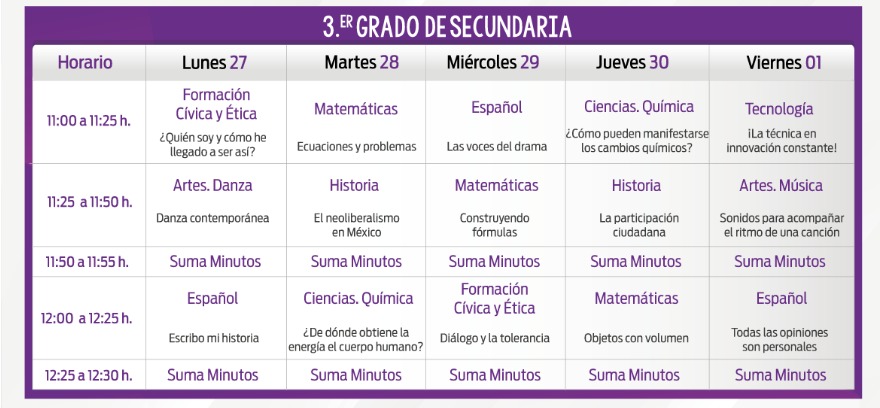 3.ER GRADO DE SECUNDARIA
Horario Lunes 27 Martes 28 Miércoles 29 Jueves 30 Viernes 01
11:00 a 11:25 h.
Formación
Cívica y Ética
¿Quién soy y cómo he
llegado a ser así?
Matemáticas
Ecuaciones y problemas
Español
Las voces del drama
Ciencias. Química
¿Cómo pueden manifestarse
los cambios químicos?
Tecnología
¡La técnica en
innovación constante!
11:25 a 11:50 h.
Artes. Danza
Danza contemporánea
Historia
El neoliberalismo
en México
Matemáticas
Construyendo
fórmulas
Historia
La participación
ciudadana
Artes. Música
Sonidos para acompañar
el ritmo de una canción
11:50 a 11:55 h. Suma Minutos Suma Minutos Suma Minutos Suma Minutos Suma Minutos
12:00 a 12:25 h.
Español
Escribo mi historia
Ciencias. Química
¿De dónde obtiene la
energía el cuerpo humano?
Formación
Cívica y Ética
Diálogo y la tolerancia
Matemáticas
Objetos con volumen
Español
Todas las opiniones
son personales
12:25 a 12:30 h. Suma Minutos Suma Minutos Suma Minutos Suma Minutos Suma Minutos